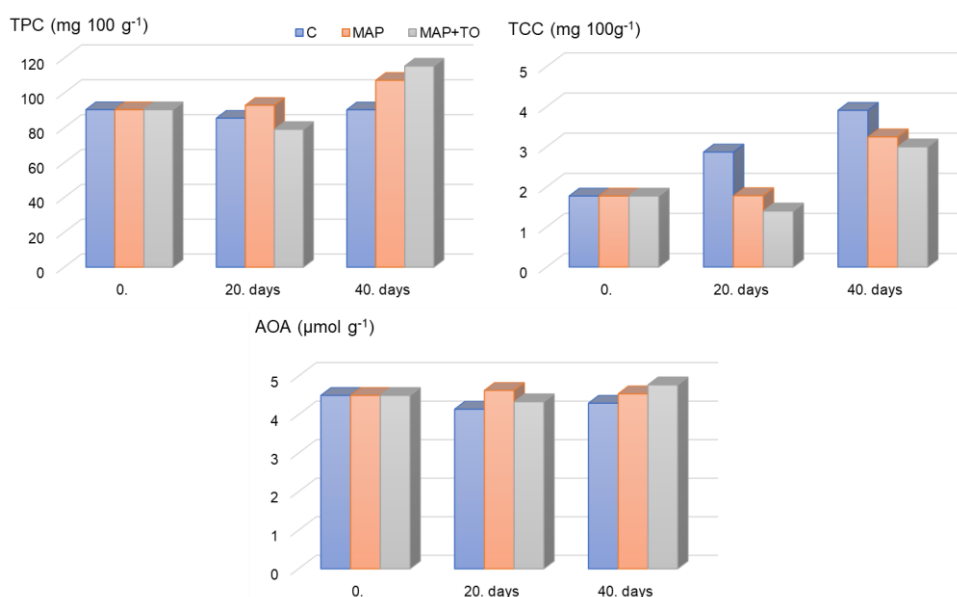 TPC (mg 100 g⁻¹)
C MAP MAP+TO
120
100
80
60
40
20
0
0. 20. days 40. days
TCC (mg 100g⁻¹)
5
4
3
2
1
0
0. 20. days 40. days
AOA (μmol g⁻¹)
5
4
3
2
1
0
0. 20. days 40. days